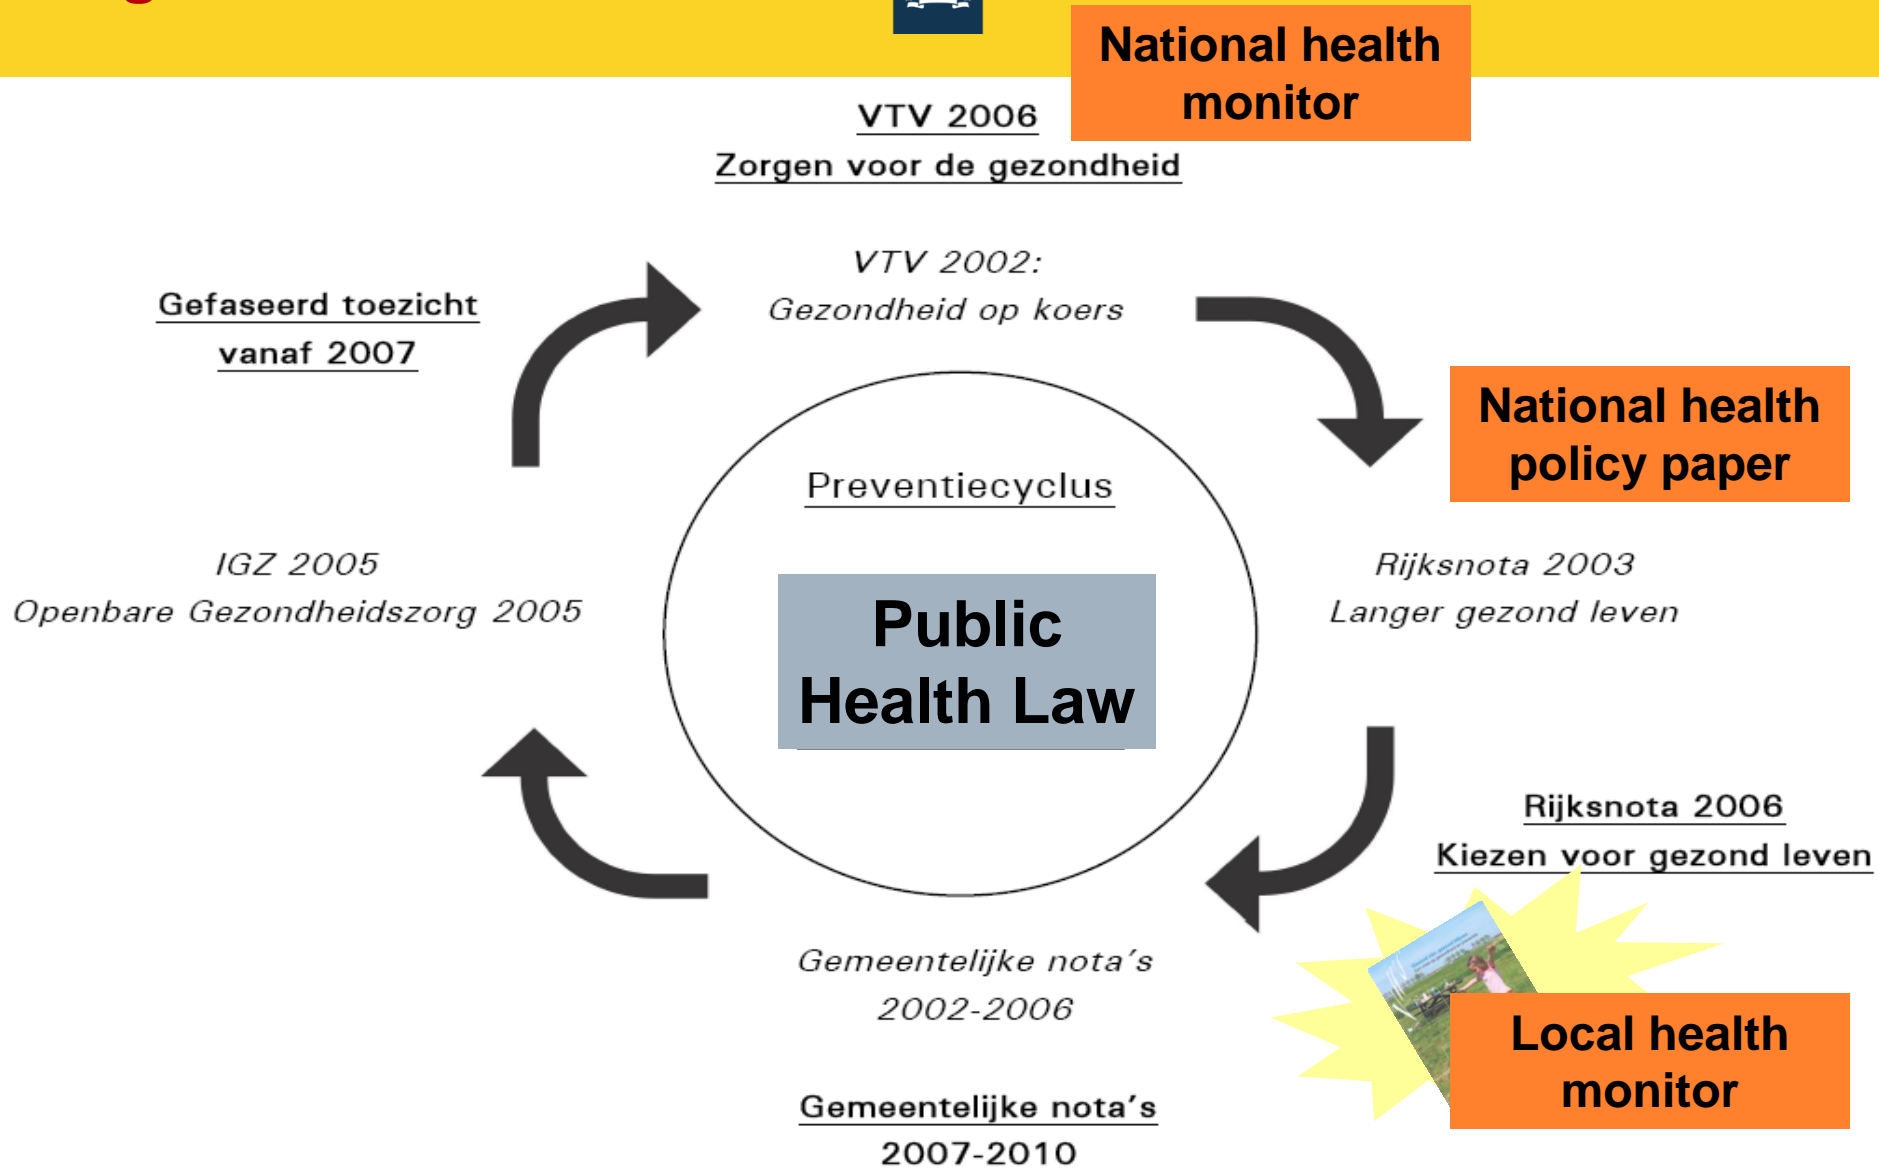 National health
monitor
VTV 2006
Zorgen voor de gezondheid
VTV 2002:
Gezondheid op koers
Gefaseerd toezicht
vanaf 2007
National health
policy paper
Preventiecyclus
IGZ 2005
Openbare Gezondheidszorg 2005
Rijksnota 2003
Langer gezond leven
Public
Health Law
Rijksnota 2006
Kiezen voor gezond leven
Gemeentelijke nota's
2002-2006
Local health
monitor
Gemeentelijke nota's
2007-2010